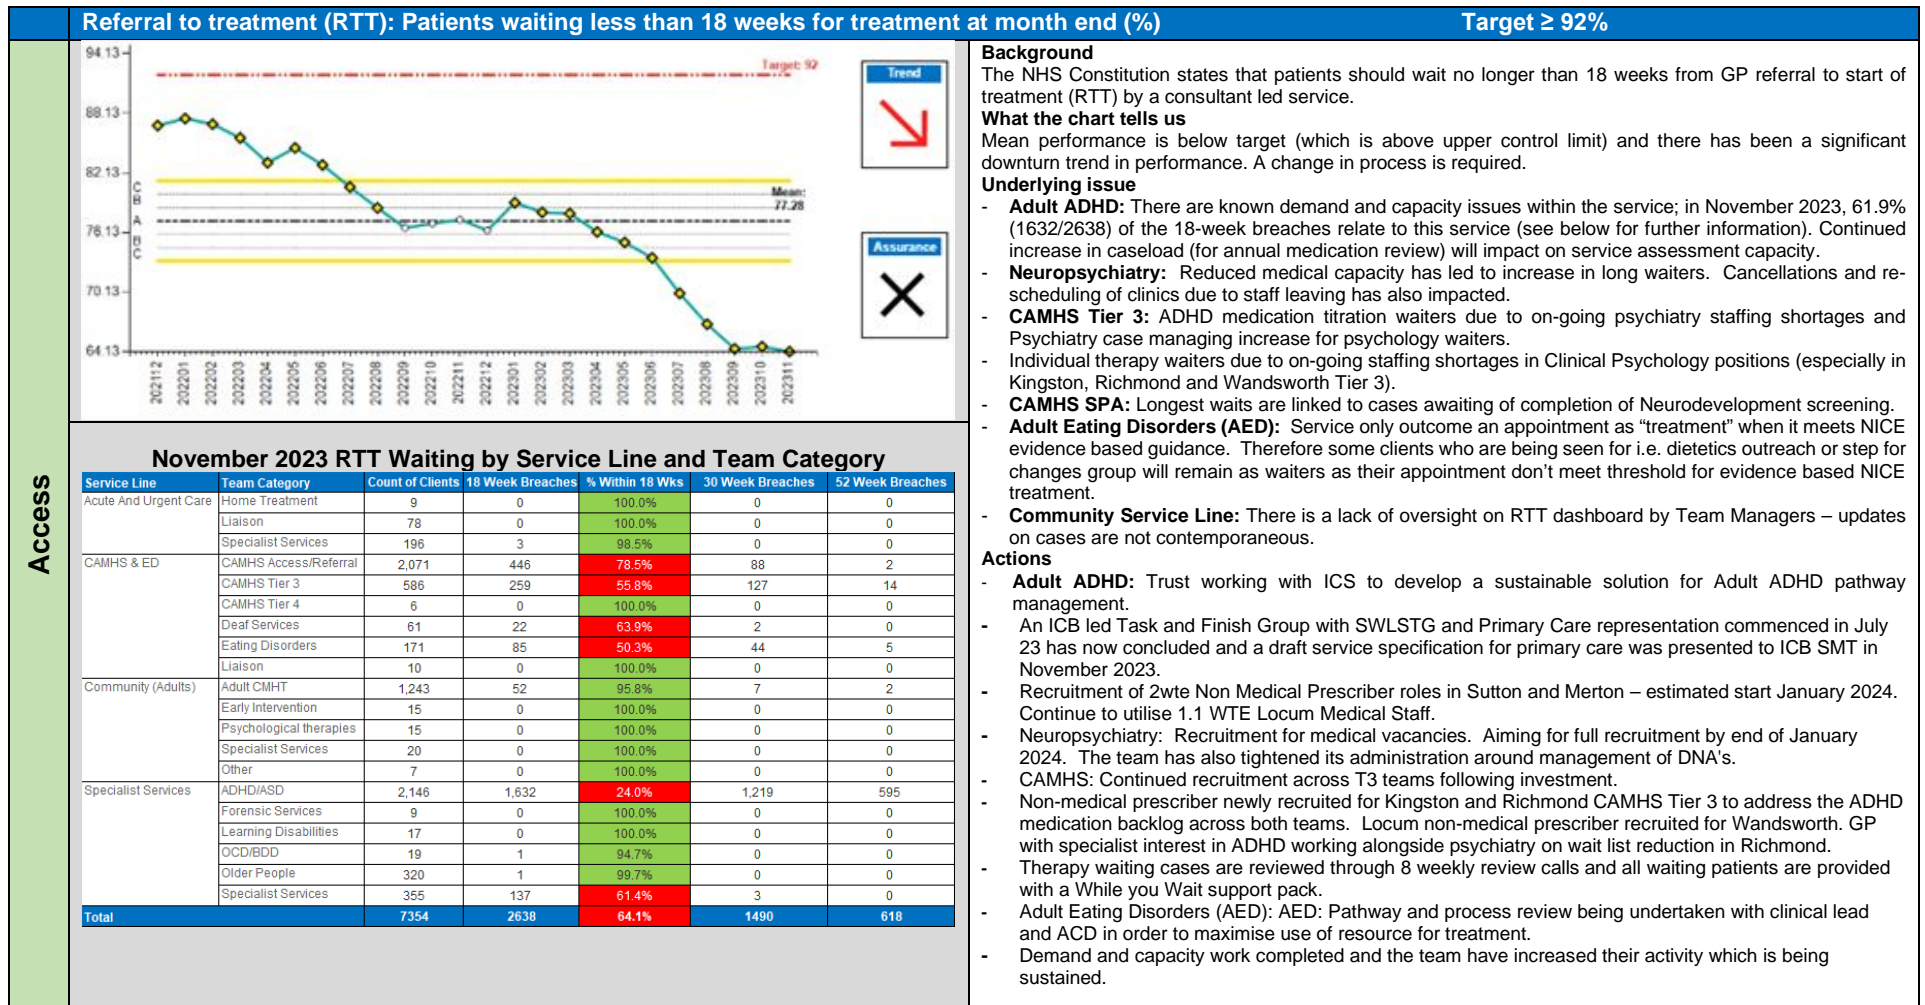 Referral to treatment (RTT): Patients waiting less than 18 weeks for treatment at month end (%) Target ≥ 92%
Access
94.13
88.13
82.13
76.13
70.13
64.13
Target: 92
Mean:
77.28
C
B
A
B
C
202112 202201 202202 202203 202204 202205 202206 202207 202208 202209 202210 202211 202212 202301 202302 202303 202304 202305 202306 202307 202308 202309 202310 202311
Trend
Assurance
November 2023 RTT Waiting by Service Line and Team Category
Service Line Team Category Count of Clients 18 Week Breaches % Within 18 Wks 30 Week Breaches 52 Week Breaches
Acute And Urgent Care Home Treatment 9 0 100.0% 0 0
Liaison 78 0 100.0% 0 0
Specialist Services 196 3 98.5% 0 0
CAMHS & ED CAMHS Access/Referral 2,071 446 78.5% 88 2
CAMHS Tier 3 586 259 55.8% 127 14
CAMHS Tier 4 6 0 100.0% 0 0
Deaf Services 61 22 63.9% 2 0
Eating Disorders 171 85 50.3% 44 5
Liaison 10 0 100.0% 0 0
Community (Adults) Adult CMHT 1,243 52 95.8% 7 2
Early Intervention 15 0 100.0% 0 0
Psychological therapies 15 0 100.0% 0 0
Specialist Services 20 0 100.0% 0 0
Other 7 0 100.0% 0 0
Specialist Services ADHD/ASD 2,146 1,632 24.0% 1,219 595
Forensic Services 9 0 100.0% 0 0
Learning Disabilities 17 0 100.0% 0 0
OCD/BDD 19 1 94.7% 0 0
Older People 320 1 99.7% 0 0
Specialist Services 355 137 61.4% 3 0
Total 7354 2638 64.1% 1490 618
Background
The NHS Constitution states that patients should wait no longer than 18 weeks from GP referral to start of
treatment (RTT) by a consultant led service.
What the chart tells us
Mean performance is below target (which is above upper control limit) and there has been a significant
downturn trend in performance. A change in process is required.
Underlying issue
- Adult ADHD: There are known demand and capacity issues within the service; in November 2023, 61.9%
(1632/2638) of the 18-week breaches relate to this service (see below for further information). Continued
increase in caseload (for annual medication review) will impact on service assessment capacity.
- Neuropsychiatry: Reduced medical capacity has led to increase in long waiters. Cancellations and re-
scheduling of clinics due to staff leaving has also impacted.
- CAMHS Tier 3: ADHD medication titration waiters due to on-going psychiatry staffing shortages and
Psychiatry case managing increase for psychology waiters.
- Individual therapy waiters due to on-going staffing shortages in Clinical Psychology positions (especially in
Kingston, Richmond and Wandsworth Tier 3).
- CAMHS SPA: Longest waits are linked to cases awaiting of completion of Neurodevelopment screening.
- Adult Eating Disorders (AED): Service only outcome an appointment as “treatment” when it meets NICE
evidence based guidance. Therefore some clients who are being seen for i.e. dietetics outreach or step for
changes group will remain as waiters as their appointment don’t meet threshold for evidence based NICE
treatment.
- Community Service Line: There is a lack of oversight on RTT dashboard by Team Managers – updates
on cases are not contemporaneous.
Actions
- Adult ADHD: Trust working with ICS to develop a sustainable solution for Adult ADHD pathway
management.
- An ICB led Task and Finish Group with SWLSTG and Primary Care representation commenced in July
23 has now concluded and a draft service specification for primary care was presented to ICB SMT in
November 2023.
- Recruitment of 2wte Non Medical Prescriber roles in Sutton and Merton – estimated start January 2024.
Continue to utilise 1.1 WTE Locum Medical Staff.
- Neuropsychiatry: Recruitment for medical vacancies. Aiming for full recruitment by end of January
2024. The team has also tightened its administration around management of DNA's.
- CAMHS: Continued recruitment across T3 teams following investment.
- Non-medical prescriber newly recruited for Kingston and Richmond CAMHS Tier 3 to address the ADHD
medication backlog across both teams. Locum non-medical prescriber recruited for Wandsworth. GP
with specialist interest in ADHD working alongside psychiatry on wait list reduction in Richmond.
- Therapy waiting cases are reviewed through 8 weekly review calls and all waiting patients are provided
with a While you Wait support pack.
- Adult Eating Disorders (AED): AED: Pathway and process review being undertaken with clinical lead
and ACD in order to maximise use of resource for treatment.
- Demand and capacity work completed and the team have increased their activity which is being
sustained.